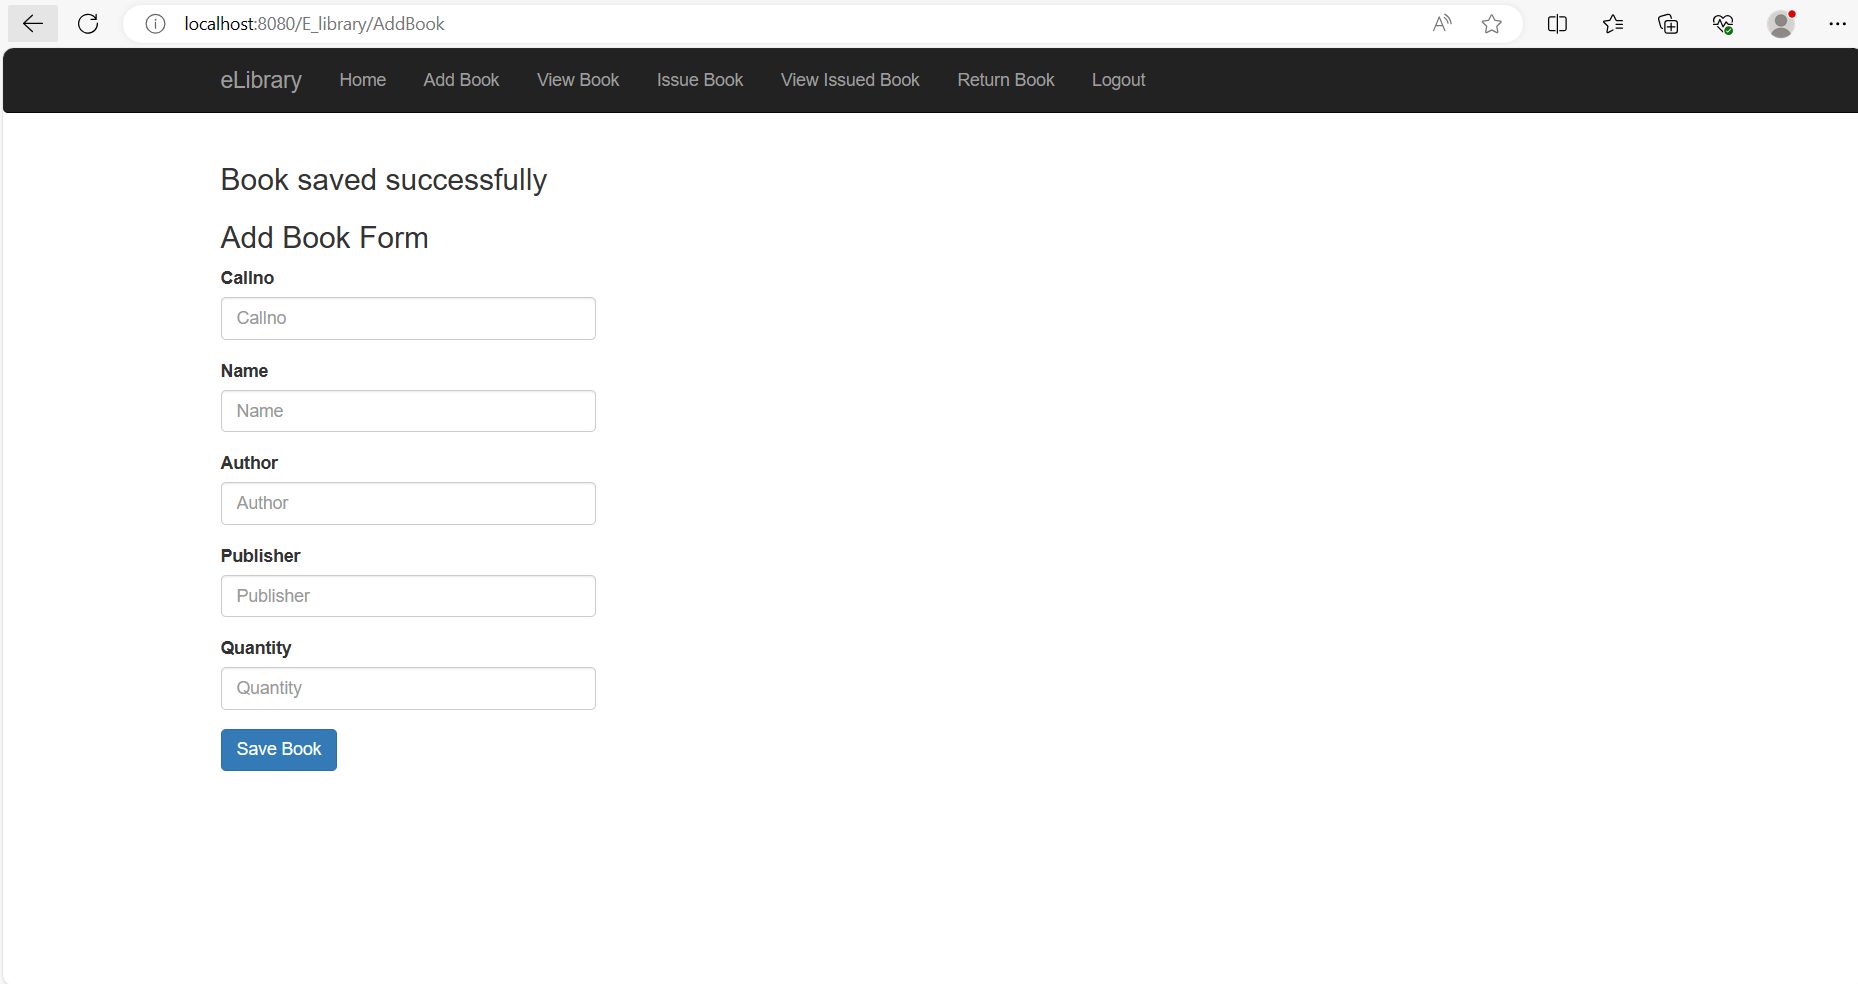 localhost:8080/E_library/AddBook
eLibrary Home Add Book View Book Issue Book View Issued Book Return Book Logout
Book saved successfully
Add Book Form
Callno
Callno
Name
Name
Author
Author
Publisher
Publisher
Quantity
Quantity
Save Book